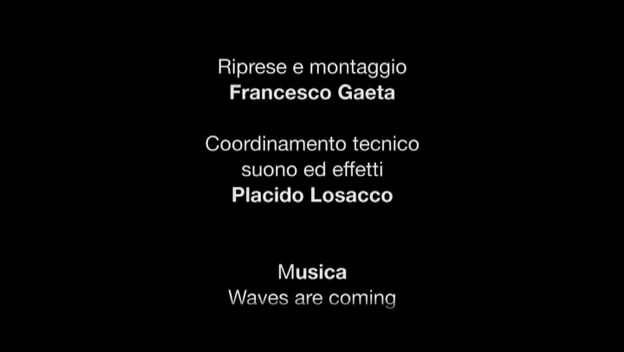 Riprese e montaggio
Francesco Gaeta
Coordinamento tecnico
suono ed effetti
Placido Losacco
Musica
Waves are coming